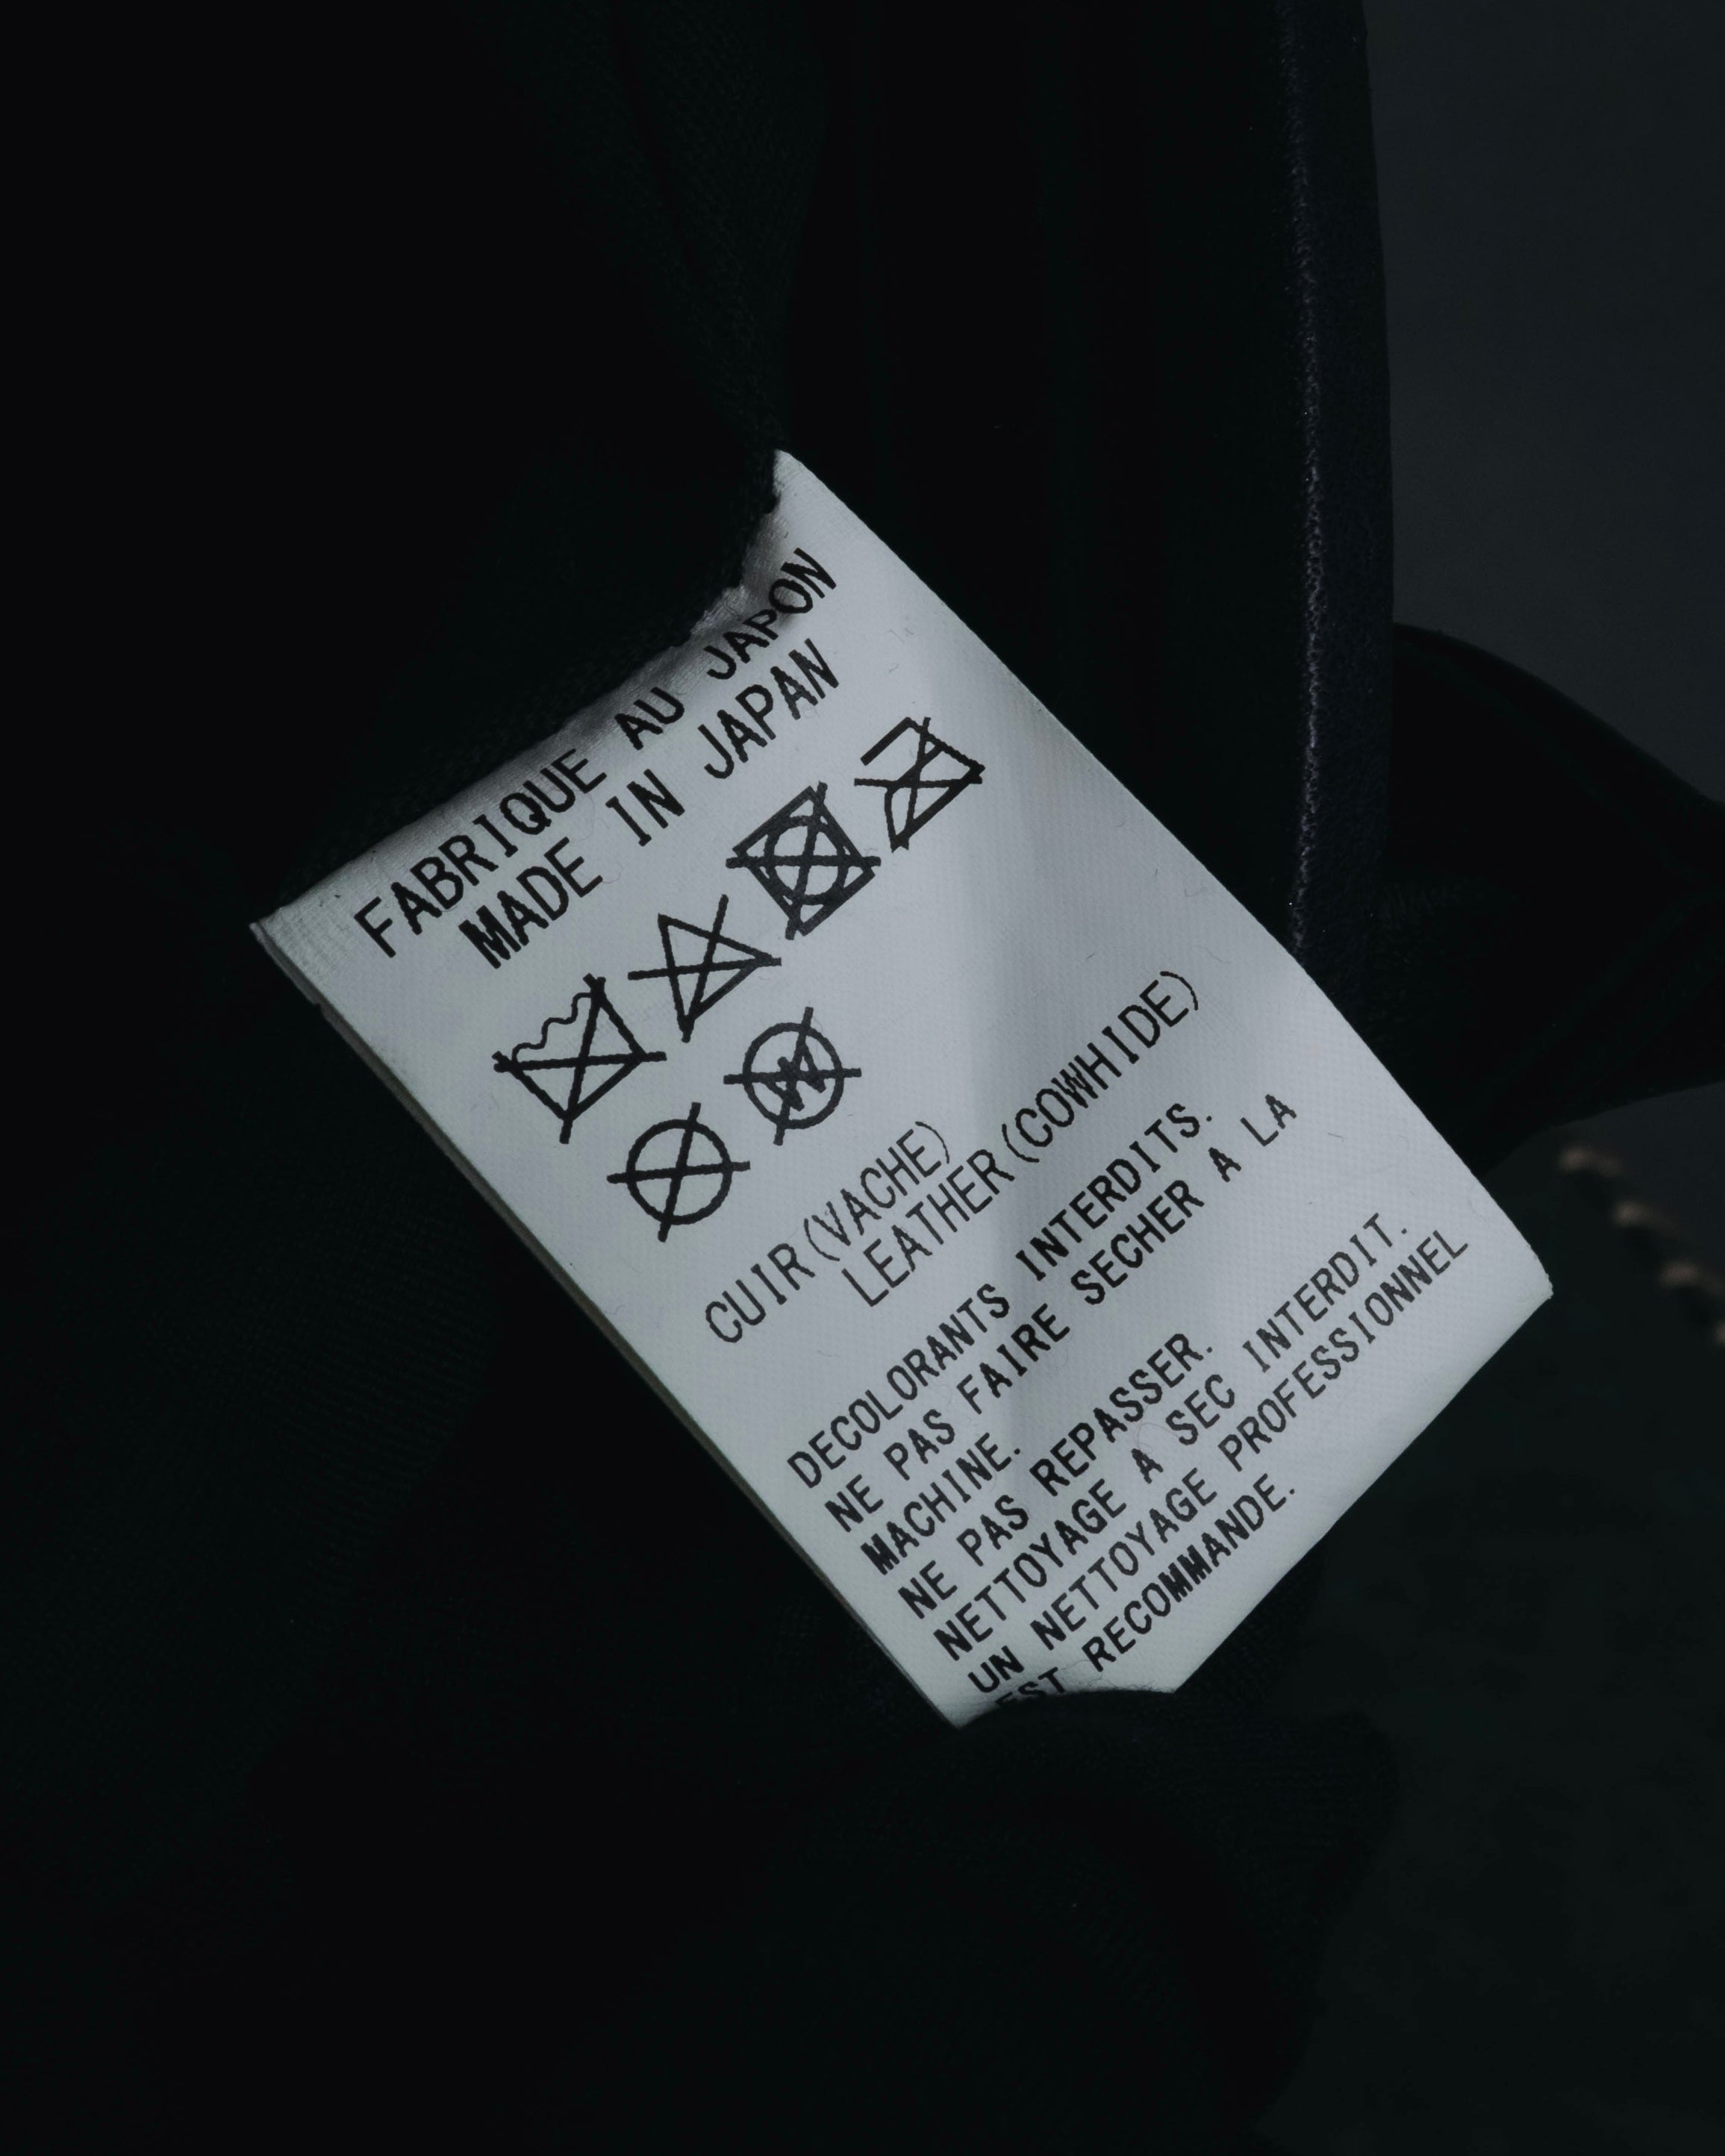 FABRIQUE AU JAPON
MADE IN JAPAN
W
CUIR(VACHE)
LEATHER(COWHIDE)
DECOLORANTS INTERDITS.
NE PAS FAIRE SECHER A LA
MACHINE.
NE PAS REPASSER.
NETTOYAGE A SEC INTERDIT.
UN NETTOYAGE PROFESSIONNEL
EST RECOMMANDE.